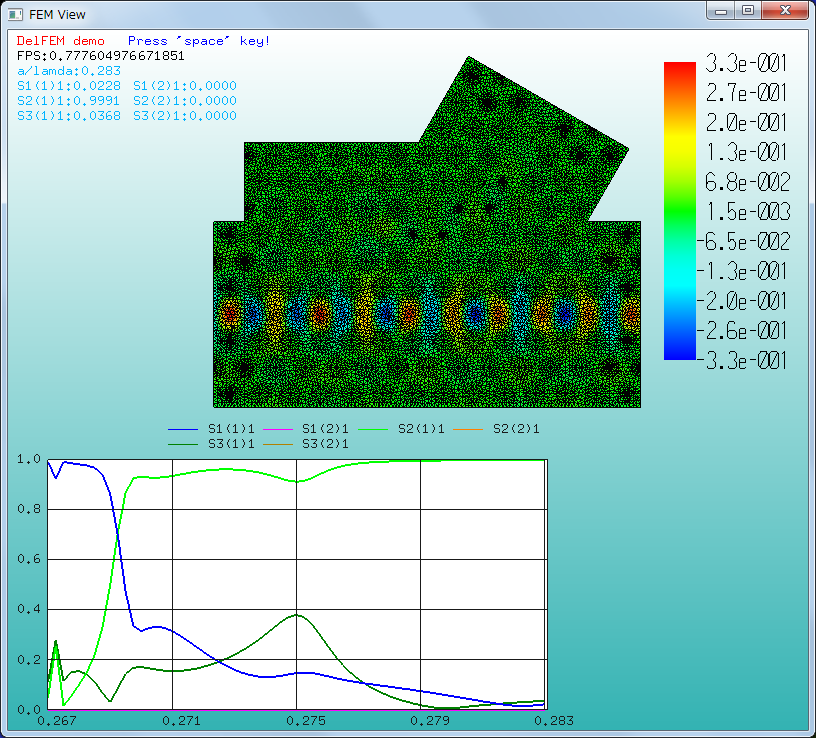 FEM View
DelFEM demo Press "space" key!
FPS:0.777604976671851
a/lamda:0.283
S1(1)1:0.0228 S1(2)1:0.0000
S2(1)1:0.9991 S2(2)1:0.0000
S3(1)1:0.0368 S3(2)1:0.0000
3.3e-001
2.7e-001
2.0e-001
1.3e-001
6.8e-002
1.5e-003
-6.5e-002
-1.3e-001
-2.0e-001
-2.6e-001
-3.3e-001
S1(1)1 S1(2)1 S2(1)1 S2(2)1
S3(1)1 S3(2)1
1.0
0.8
0.6
0.4
0.2
0.0
0.267 0.271 0.275 0.279 0.283